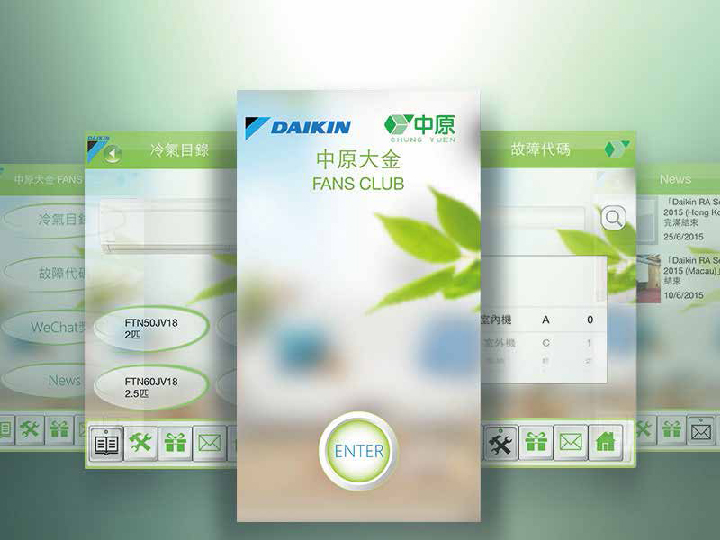 DAIKIN
中原
CHUNG YUEN
中原大金
FANS CLUB
ENTER
DAIKIN
冷氣目錄
FTN50JV18
2匹
FTN60JV18
2.5匹
故障代碼
室內機 A 0
室外機 C 1
中原大金 FANS
冷氣目錄
故障代碼
WeChat
News
News
「Daikin RA Se
2015 (Hong Ko
完滿結束
25/6/2015
「Daikin RA Se
2015 (Macau)
結束
10/6/2015